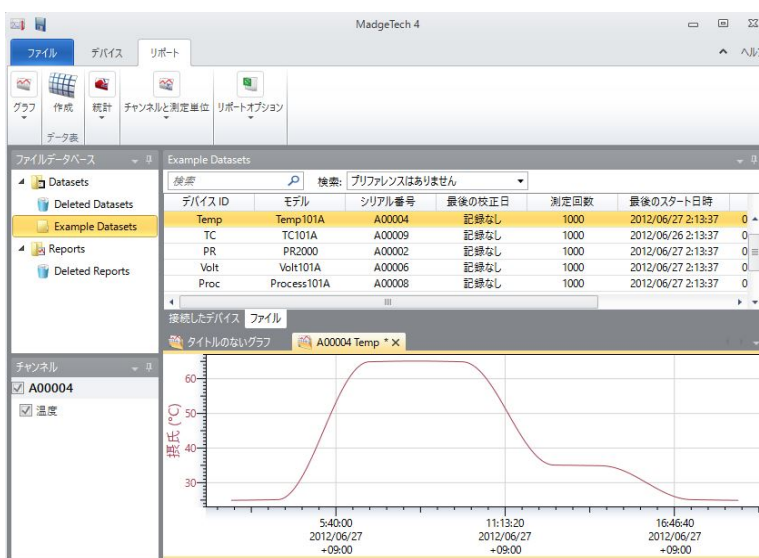 MadgeTech 4
ファイル デバイス リポート
グラフ 作成 統計 チャンネルと測定単位 リポートオプション
データ表
ファイルデータベース
Datasets
Deleted Datasets
Example Datasets
Reports
Deleted Reports
Example Datasets
検索 検索: プリファレンスはありません
デバイス ID モデル シリアル番号 最後の校正日 測定回数 最後のスタート日時
Temp Temp101A A00004 記録なし 1000 2012/06/27 2:13:37 0
TC TC101A A00009 記録なし 1000 2012/06/26 2:13:37 0
PR PR2000 A00002 記録なし 1000 2012/06/27 2:13:37 0
Volt Volt101A A00006 記録なし 1000 2012/06/27 2:13:37 0
Proc Process101A A00008 記録なし 1000 2012/06/27 2:13:37 0
接続したデバイス ファイル
タイトルのないグラフ A00004 Temp *
チャンネル
A00004
温度
摂氏 (°C)
60
50
40
30
5:40:00 11:13:20 16:46:40
2012/06/27 2012/06/27 2012/06/27
+09:00 +09:00 +09:00